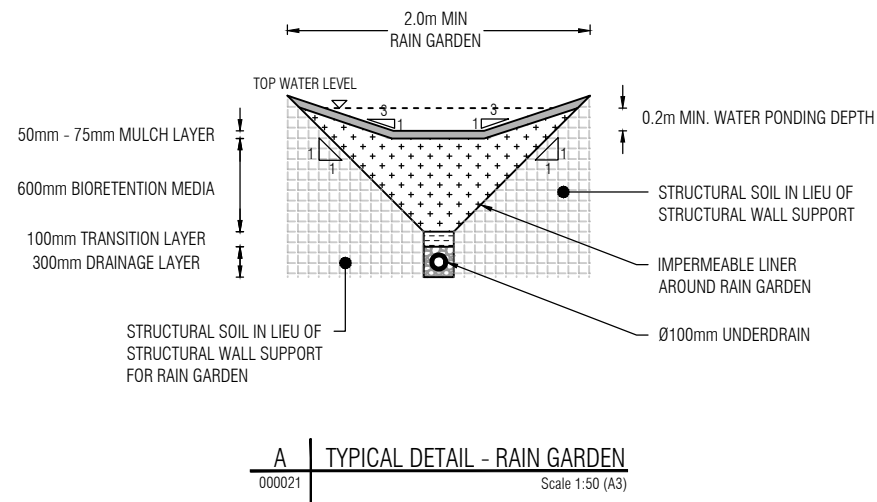 2.0m MIN
RAIN GARDEN
TOP WATER LEVEL
3
1
3
1
0.2m MIN. WATER PONDING DEPTH
50mm - 75mm MULCH LAYER
1
1
1
1
600mm BIORETENTION MEDIA
STRUCTURAL SOIL IN LIEU OF
STRUCTURAL WALL SUPPORT
100mm TRANSITION LAYER
300mm DRAINAGE LAYER
IMPERMEABLE LINER
AROUND RAIN GARDEN
Ø100mm UNDERDRAIN
STRUCTURAL SOIL IN LIEU OF
STRUCTURAL WALL SUPPORT
FOR RAIN GARDEN
A TYPICAL DETAIL - RAIN GARDEN
000021 Scale 1:50 (A3)